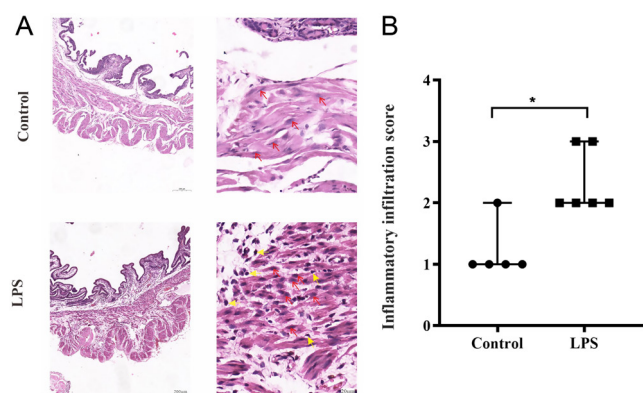 A
Control
LPS
B
Inflammatory infiltration score
4
3
2
1
0
*
Control
LPS